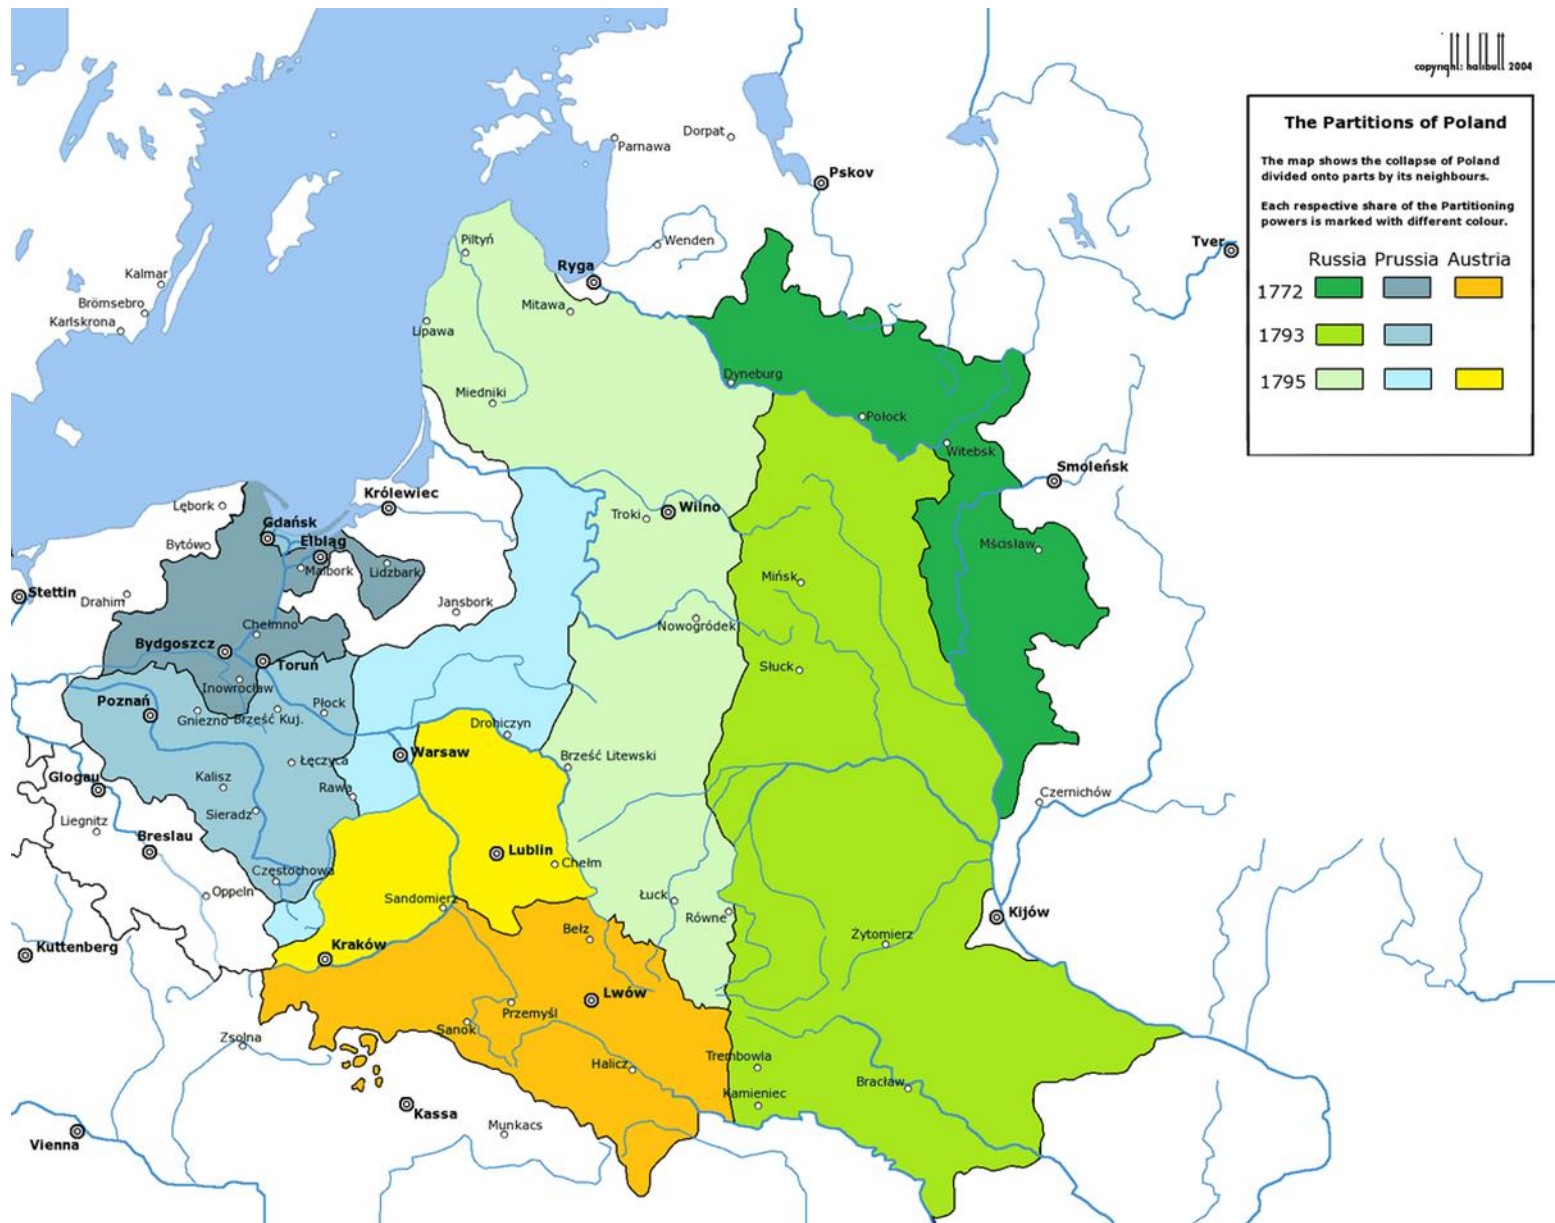 copyright: halibutt 2004
The Partitions of Poland
The map shows the collapse of Poland
divided onto parts by its neighbours.
Each respective share of the Partitioning
powers is marked with different colour.
Russia Prussia Austria
1772
1793
1795
Parnawa
Dorpat
Pskov
Piltyń
Wenden
Tver
Ryga
Kalmar
Brömsebro
Karlskrona
Mitawa
Lipawa
Dyneburg
Miedniki
Połock
Witebsk
Smoleńsk
Królewiec
Lębork
Wilno
Troki
Gdańsk
Elbląg
Bytów
Malbork
Lidzbark
Mścisław
Mińsk
Stettin
Drahim
Jansbork
Chełmno
Nowogródek
Bydgoszcz
Toruń
Słuck
Inowrocław
Poznań
Płock
Gniezno
Brześć Kuj.
Drohiczyn
Warsaw
Brześć Litewski
Łęczyca
Glogau
Kalisz
Rawa
Czernichów
Sieradz
Liegnitz
Breslau
Lublin
Chełm
Częstochowa
Oppeln
Sandomierz
Łuck
Równe
Kijów
Bełz
Żytomierz
Kuttenberg
Kraków
Lwów
Przemyśl
Sanok
Zsolna
Halicz
Trembowla
Bracław
Kamieniec
Kassa
Munkacs
Vienna